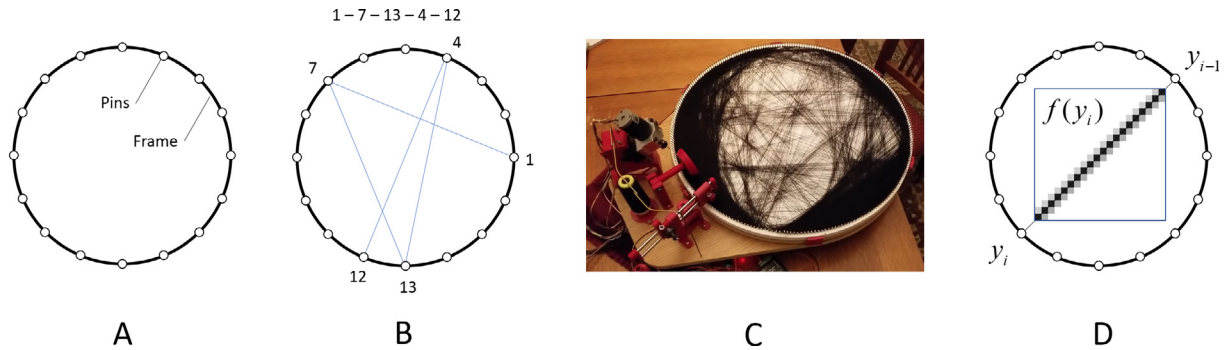 1 – 7 – 13 – 4 – 12
Pins
Frame
4
7
1
12
13
y_{i-1}
f(y_i)
y_i
A
B
C
D